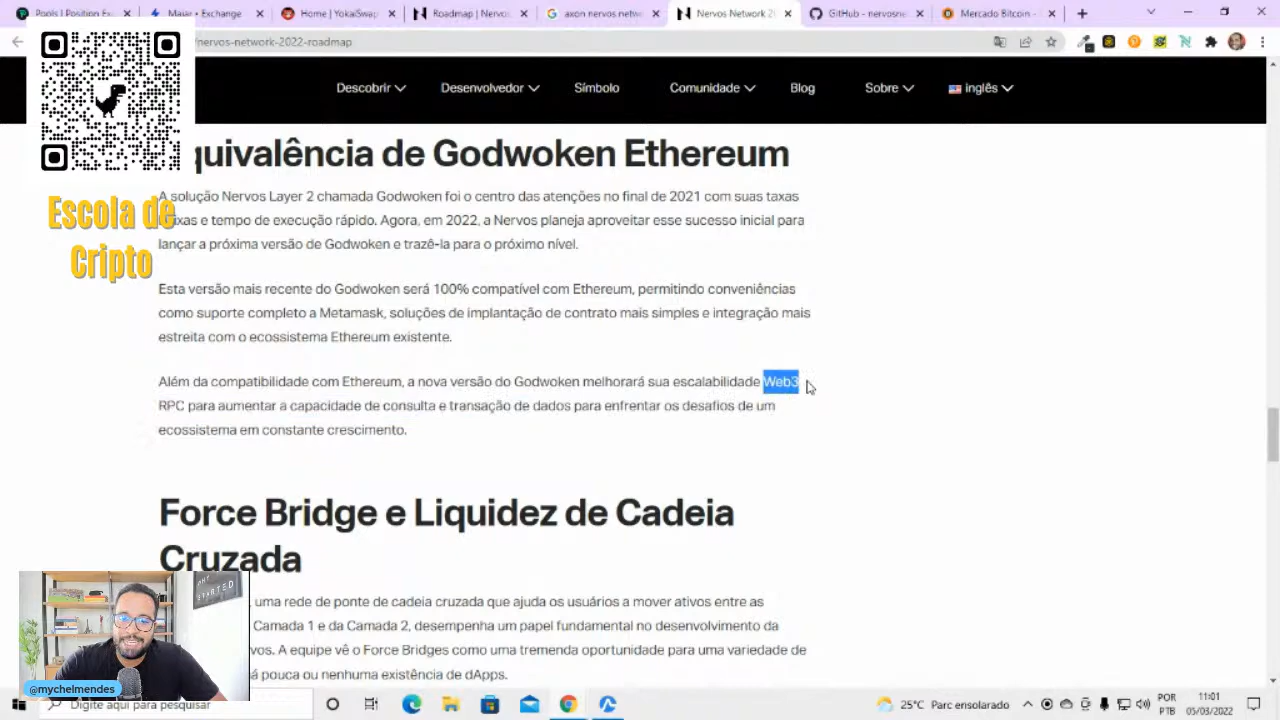 Pools | Position Ex
Maiar • Exchange
Home | YokaiSwap
Roadmap | Nervos
axon nervos netw
Nervos Network 20
GitHub - nervosne
Mercado Bitcoin -
/nervos-network-2022-roadmap
Descobrir
Desenvolvedor
Símbolo
Comunidade
Blog
Sobre
inglês
quivalência de Godwoken Ethereum
A solução Nervos Layer 2 chamada Godwoken foi o centro das atenções no final de 2021 com suas taxas
Escola de
Cripto
baixas e tempo de execução rápido. Agora, em 2022, a Nervos planeja aproveitar esse sucesso inicial para
lançar a próxima versão de Godwoken e trazê-la para o próximo nível.
Esta versão mais recente do Godwoken será 100% compatível com Ethereum, permitindo conveniências
como suporte completo a Metamask, soluções de implantação de contrato mais simples e integração mais
estreita com o ecossistema Ethereum existente.
Além da compatibilidade com Ethereum, a nova versão do Godwoken melhorará sua escalabilidade Web3
RPC para aumentar a capacidade de consulta e transação de dados para enfrentar os desafios de um
ecossistema em constante crescimento.
Force Bridge e Liquidez de Cadeia
Cruzada
uma rede de ponte de cadeia cruzada que ajuda os usuários a mover ativos entre as
Camada 1 e da Camada 2, desempenha um papel fundamental no desenvolvimento da
vos. A equipe vê o Force Bridges como uma tremenda oportunidade para uma variedade de
á pouca ou nenhuma existência de dApps.
STARTED
@mychelmendes
Digite aqui para pesquisar
25°C Parc ensolarado
POR
PTB
11:01
05/03/2022